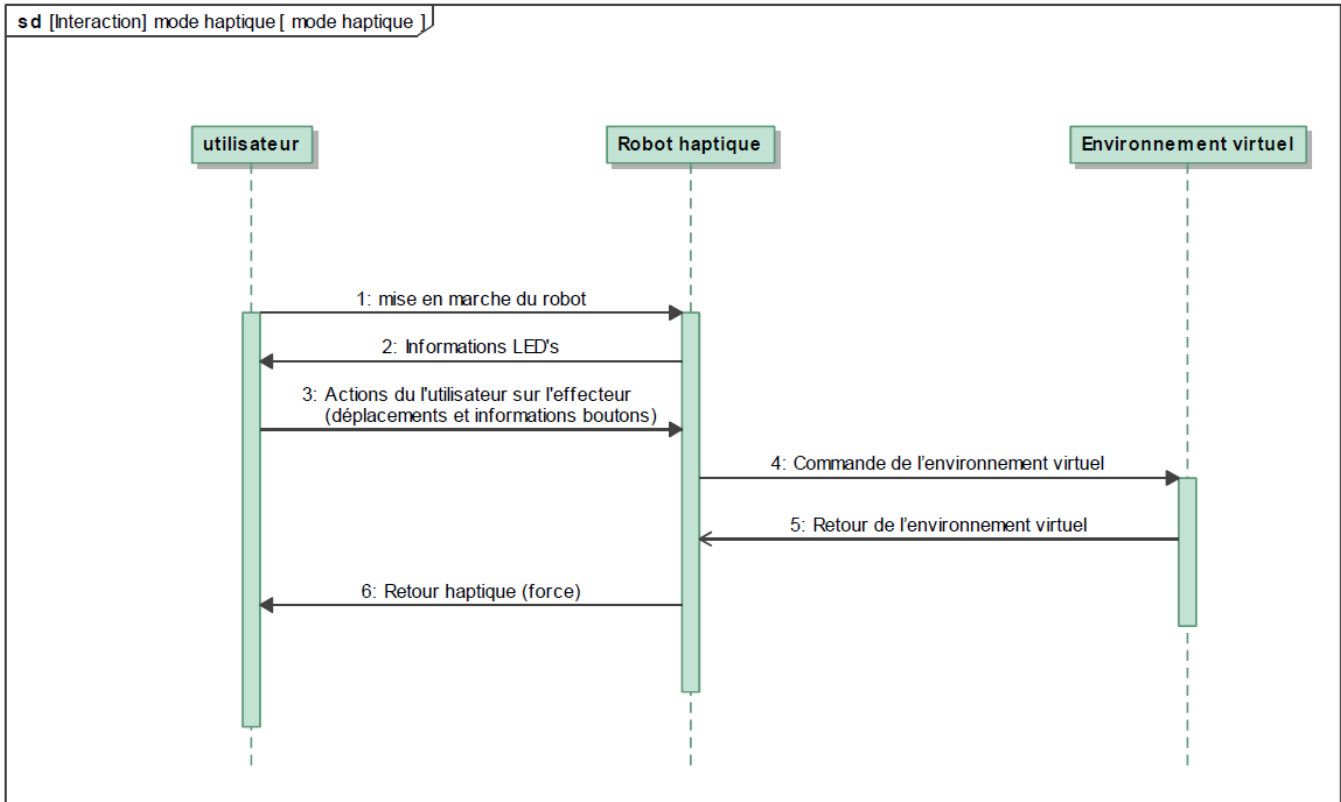 sd [Interaction] mode haptique [ mode haptique ]
utilisateur
Robot haptique
Environnement virtuel
1: mise en marche du robot
2: Informations LED's
3: Actions du l'utilisateur sur l'effecteur
(déplacements et informations boutons)
4: Commande de l’environnement virtuel
5: Retour de l’environnement virtuel
6: Retour haptique (force)